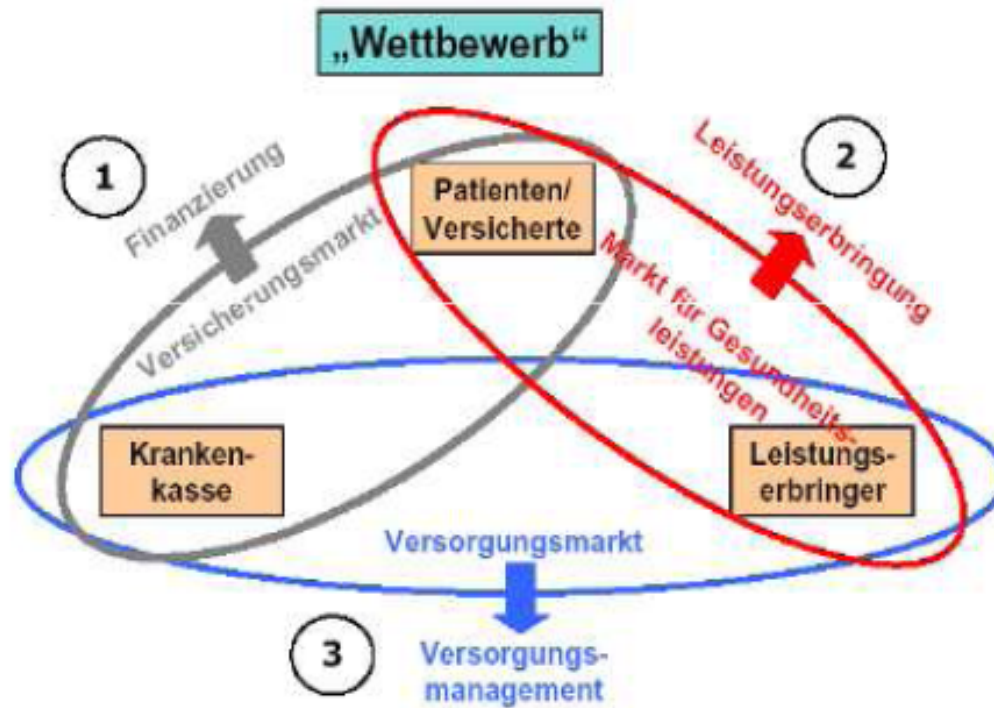 „Wettbewerb“
1
Finanzierung
Versicherungsmarkt
Patienten/
Versicherte
2
Leistungserbringung
Markt für Gesundheits-
leistungen
Kranken-
kasse
Leistungs-
erbringer
Versorgungsmarkt
3
Versorgungs-
management